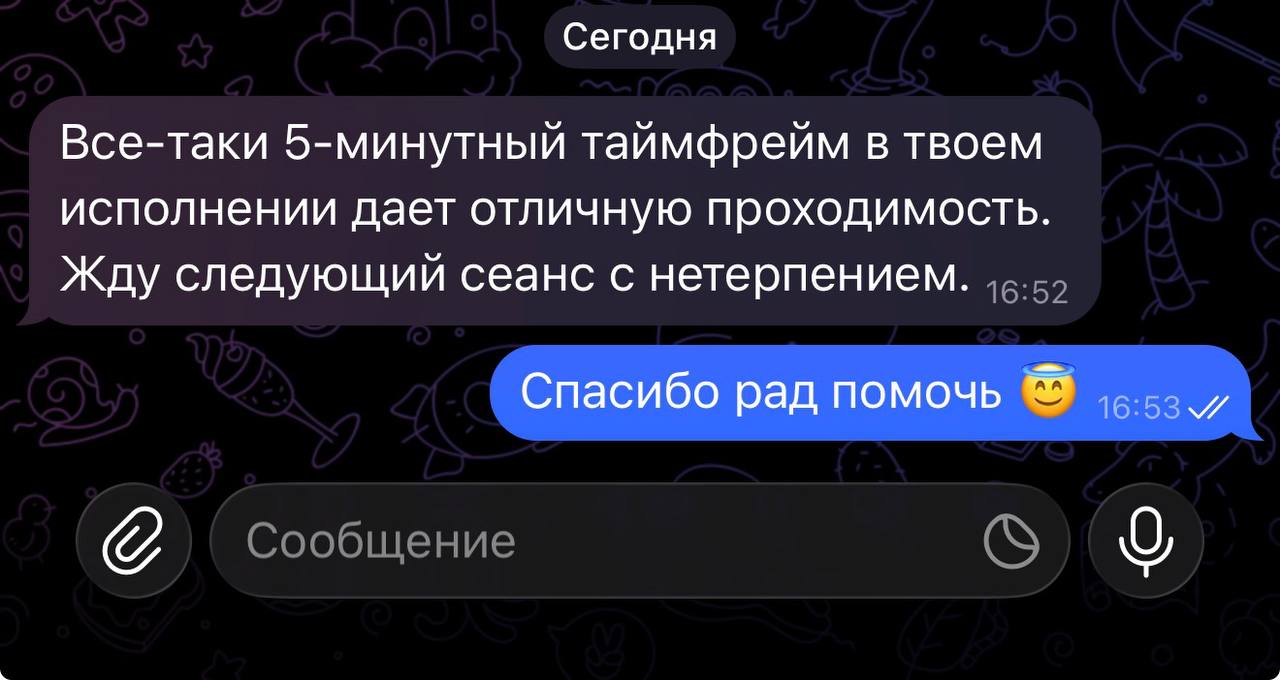 Сегодня
Все-таки 5-минутный таймфрейм в твоем
исполнении дает отличную проходимость.
Жду следующий сеанс с нетерпением. 16:52
Спасибо рад помочь 😇 16:53
Сообщение